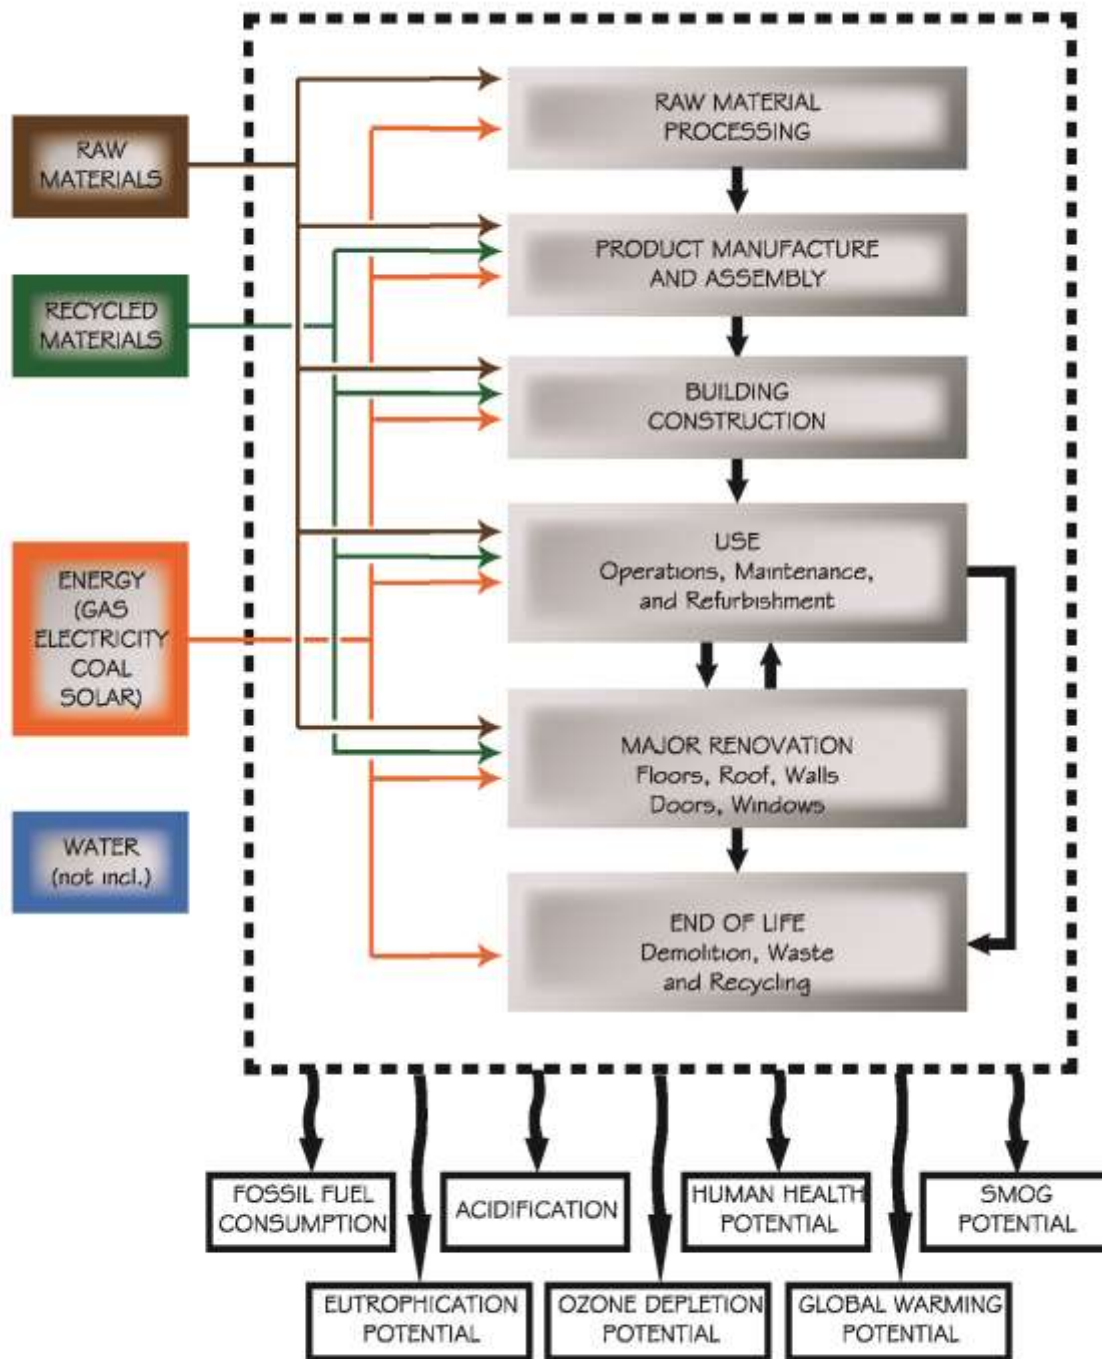 RAW
MATERIALS
RECYCLED
MATERIALS
ENERGY
(GAS
ELECTRICITY
COAL
SOLAR)
WATER
(not incl.)
RAW MATERIAL
PROCESSING
PRODUCT MANUFACTURE
AND ASSEMBLY
BUILDING
CONSTRUCTION
USE
Operations, Maintenance,
and Refurbishment
MAJOR RENOVATION
Floors, Roof, Walls
Doors, Windows
END OF LIFE
Demolition, Waste
and Recycling
FOSSIL FUEL
CONSUMPTION
ACIDIFICATION
HUMAN HEALTH
POTENTIAL
SMOG
POTENTIAL
EUTROPHICATION
POTENTIAL
OZONE DEPLETION
POTENTIAL
GLOBAL WARMING
POTENTIAL